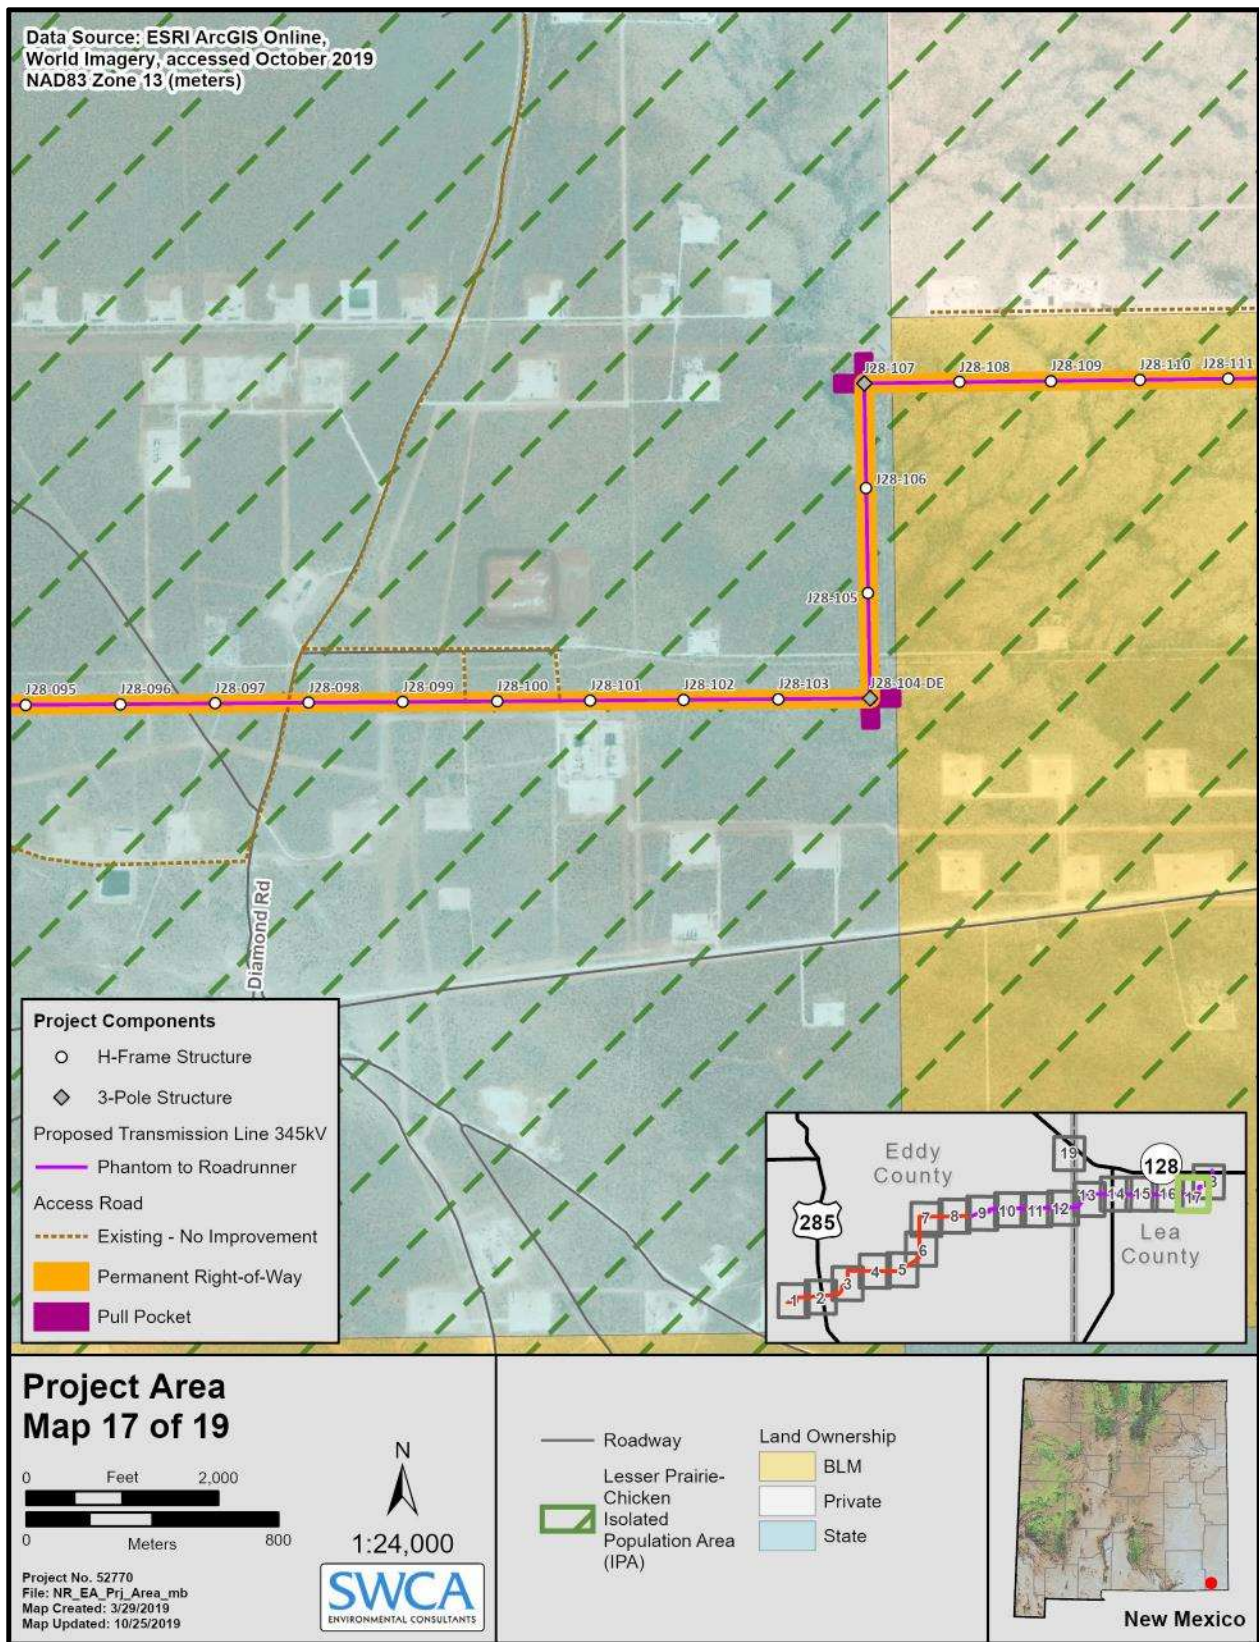 Data Source: ESRI ArcGIS Online,
World Imagery, accessed October 2019
NAD83 Zone 13 (meters)
J28-107
J28-108
J28-109
J28-110
J28-111
J28-106
J28-105
J28-095
J28-096
J28-097
J28-098
J28-099
J28-100
J28-101
J28-102
J28-103
J28-104-DE
Diamond Rd
Project Components
H-Frame Structure
3-Pole Structure
Proposed Transmission Line 345kV
Phantom to Roadrunner
Access Road
Existing - No Improvement
Permanent Right-of-Way
Pull Pocket
Eddy
County
19
128
285
7
8
9
10
11
12
13
14
15
16
17
6
5
4
3
2
1
Lea
County
Project Area
Map 17 of 19
0 Feet 2,000
0 Meters 800
N
1:24,000
Project No. 52770
File: NR_EA_Prj_Area_mb
Map Created: 3/29/2019
Map Updated: 10/25/2019
SWCA
ENVIRONMENTAL CONSULTANTS
Roadway
Lesser Prairie-
Chicken
Isolated
Population Area
(IPA)
Land Ownership
BLM
Private
State
New Mexico